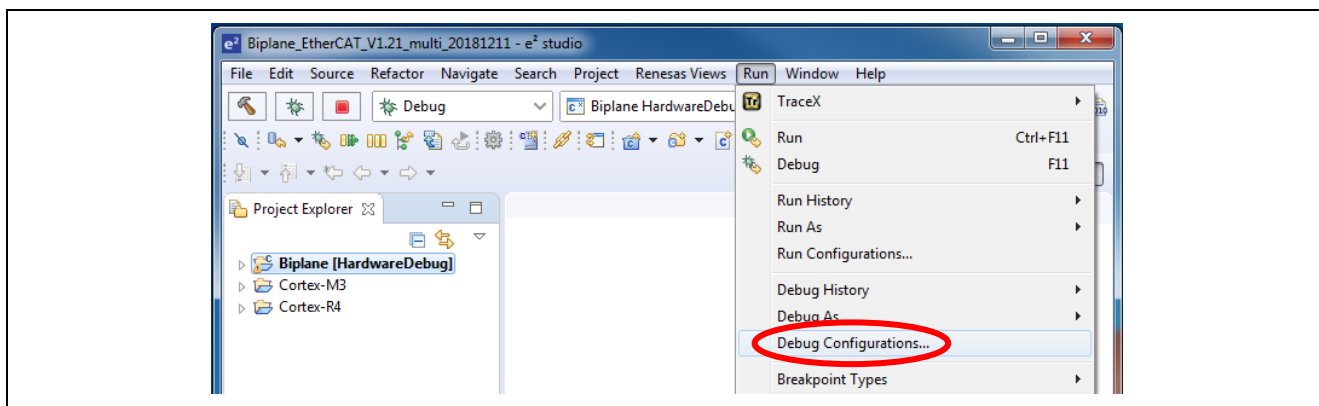 e² Biplane_EtherCAT_V1.21_multi_20181211 - e² studio
File Edit Source Refactor Navigate Search Project Renesas Views Run Window Help
Debug Biplane HardwareDebu
TraceX
Run Ctrl+F11
Debug F11
Project Explorer
Run History
Run As
Biplane [HardwareDebug]
Run Configurations...
Cortex-M3
Debug History
Cortex-R4
Debug As
Debug Configurations...
Breakpoint Types